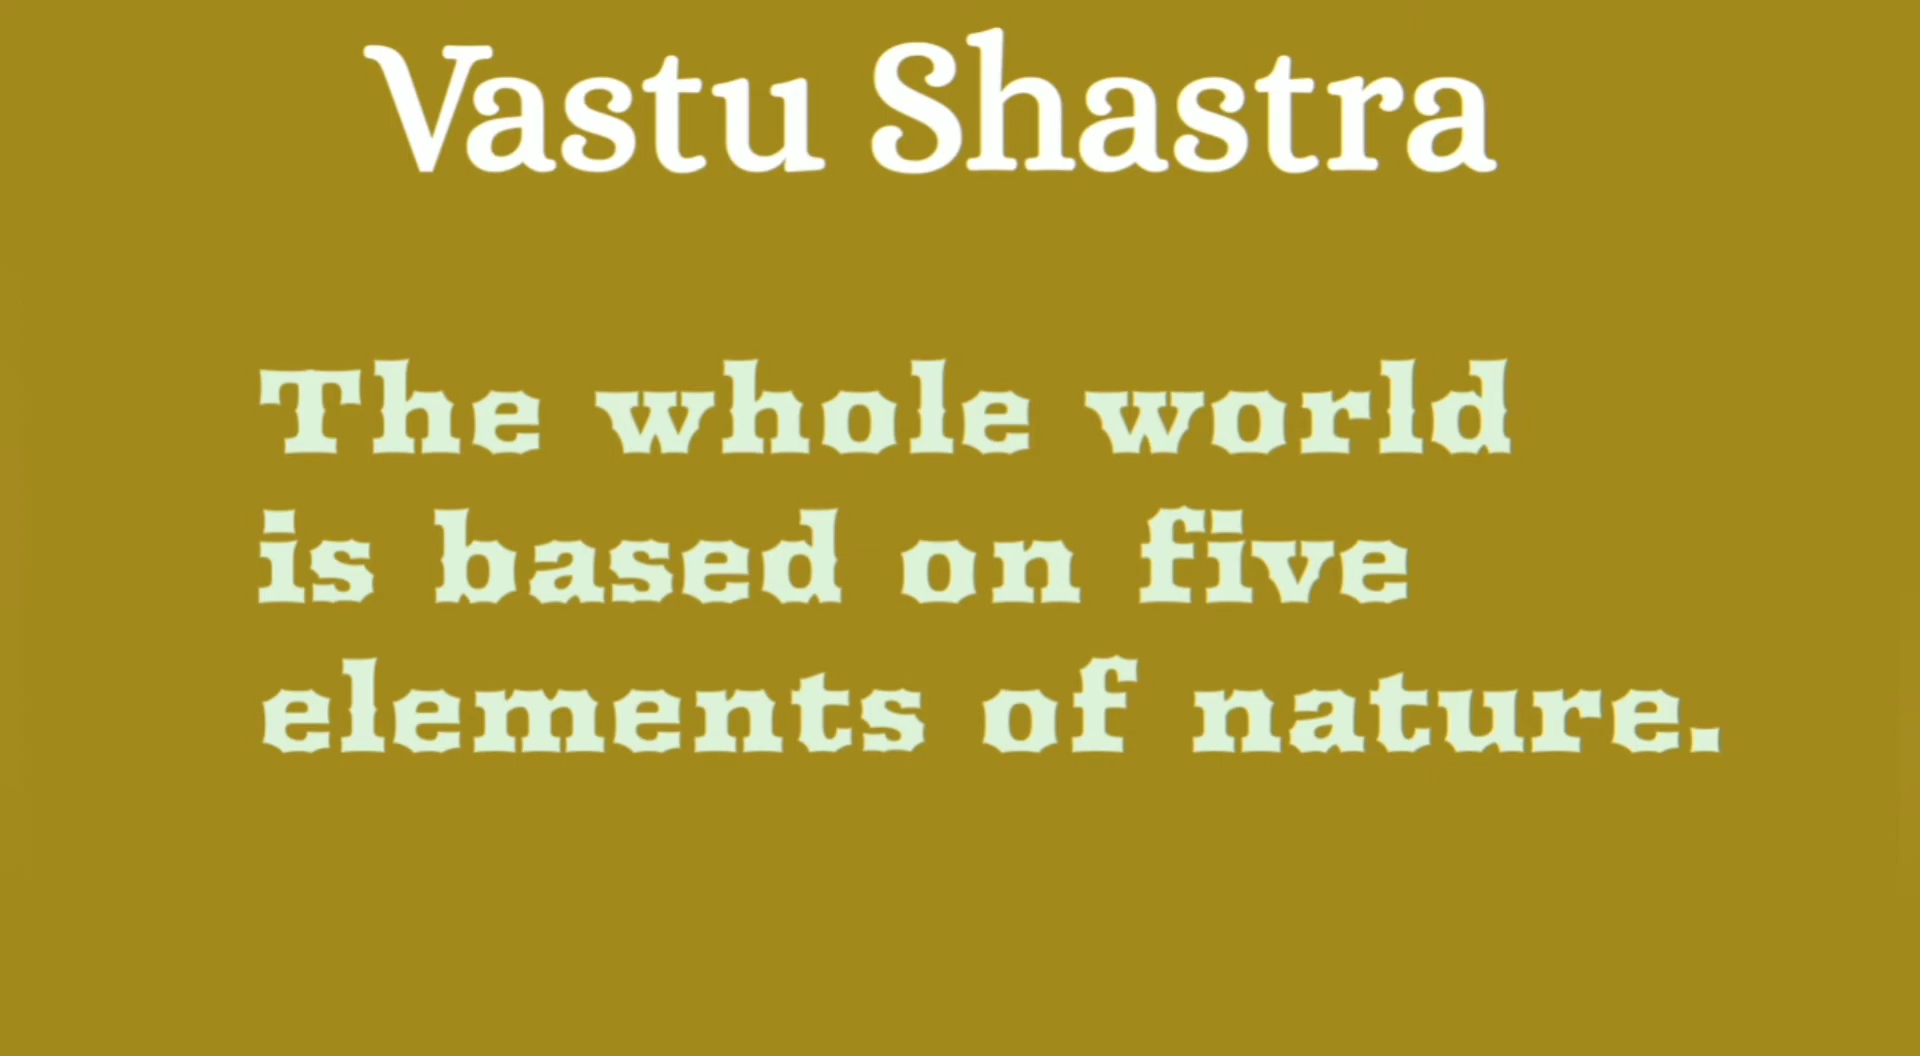 Vastu Shastra
The whole world
is based on five
elements of nature.